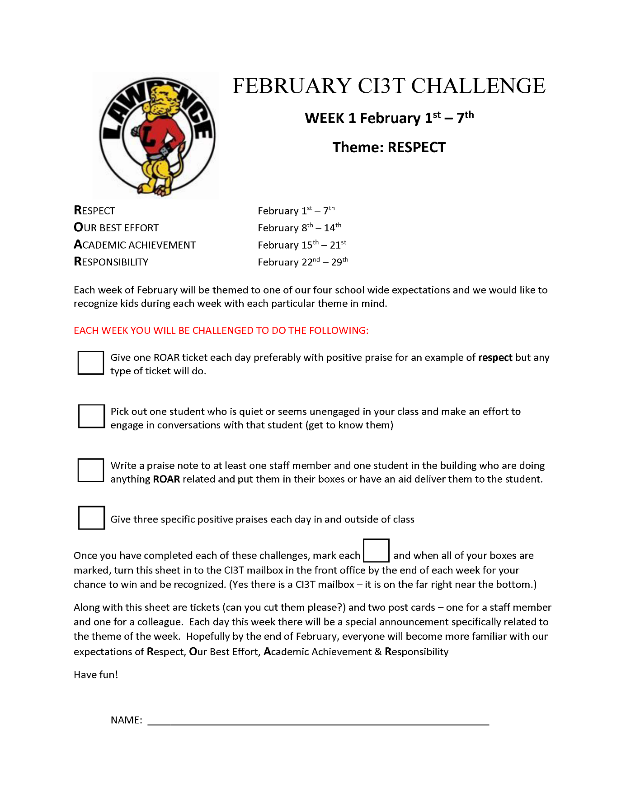 LAWRENCE
L
FEBRUARY CI3T CHALLENGE
WEEK 1 February 1st – 7th
Theme: RESPECT
RESPECT February 1st – 7th
OUR BEST EFFORT February 8th – 14th
ACADEMIC ACHIEVEMENT February 15th – 21st
RESPONSIBILITY February 22nd – 29th
Each week of February will be themed to one of our four school wide expectations and we would like to
recognize kids during each week with each particular theme in mind.
EACH WEEK YOU WILL BE CHALLENGED TO DO THE FOLLOWING:
Give one ROAR ticket each day preferably with positive praise for an example of respect but any
type of ticket will do.
Pick out one student who is quiet or seems unengaged in your class and make an effort to
engage in conversations with that student (get to know them)
Write a praise note to at least one staff member and one student in the building who are doing
anything ROAR related and put them in their boxes or have an aid deliver them to the student.
Give three specific positive praises each day in and outside of class
Once you have completed each of these challenges, mark each and when all of your boxes are
marked, turn this sheet in to the CI3T mailbox in the front office by the end of each week for your
chance to win and be recognized. (Yes there is a CI3T mailbox – it is on the far right near the bottom.)
Along with this sheet are tickets (can you cut them please?) and two post cards – one for a staff member
and one for a colleague. Each day this week there will be a special announcement specifically related to
the theme of the week. Hopefully by the end of February, everyone will become more familiar with our
expectations of Respect, Our Best Effort, Academic Achievement & Responsibility
Have fun!
NAME: